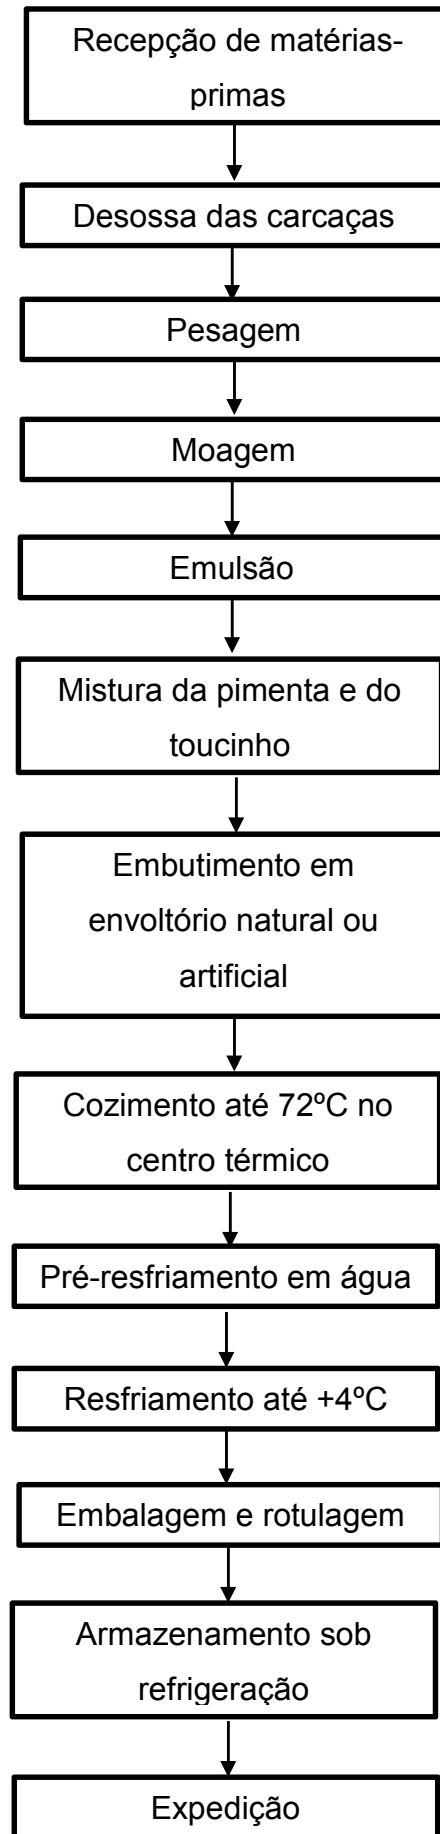 Recepção de matérias-
primas
Desossa das carcaças
Pesagem
Moagem
Emulsão
Mistura da pimenta e do
toucinho
Embutimento em
envoltório natural ou
artificial
Cozimento até 72ºC no
centro térmico
Pré-resfriamento em água
Resfriamento até +4ºC
Embalagem e rotulagem
Armazenamento sob
refrigeração
Expedição